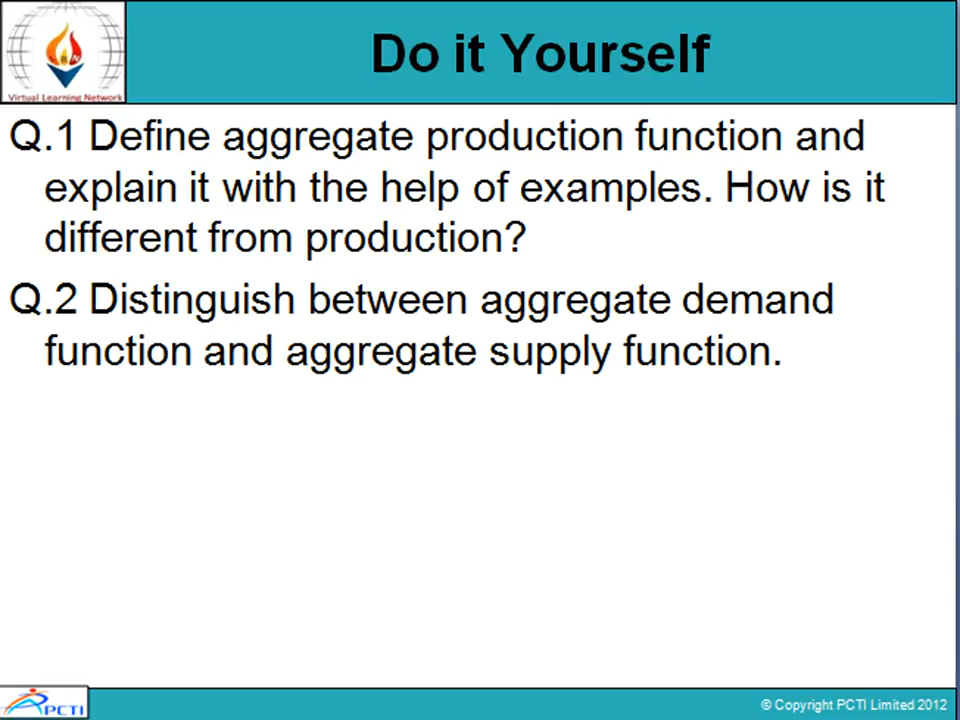 Do it Yourself
Virtual Learning Network
Q.1 Define aggregate production function and
explain it with the help of examples. How is it
different from production?
Q.2 Distinguish between aggregate demand
function and aggregate supply function.
PCTI
© Copyright PCTI Limited 2012